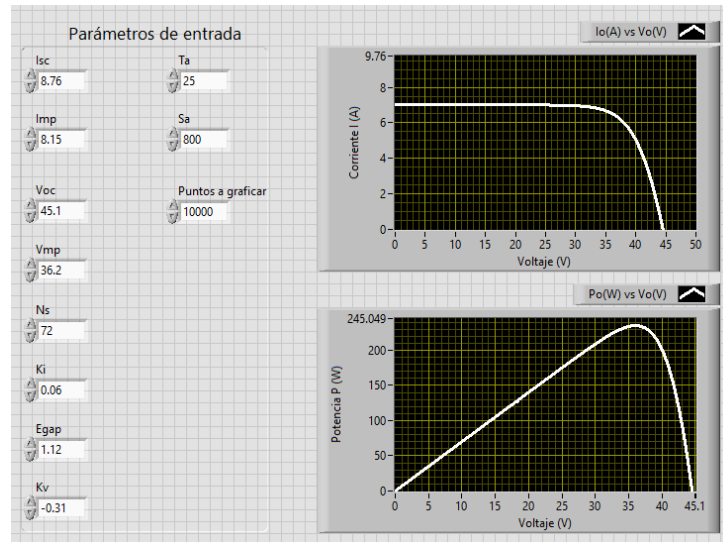 Parámetros de entrada
Isc
8.76
Ta
25
Imp
8.15
Sa
800
Voc
45.1
Puntos a graficar
10000
Vmp
36.2
Ns
72
Ki
0.06
Egap
1.12
Kv
-0.31
Io(A) vs Vo(V)
Corriente I (A)
9.76
8
6
4
2
0
0 5 10 15 20 25 30 35 40 45 50
Voltaje (V)
Po(W) vs Vo(V)
Potencia P (W)
245.049
200
150
100
50
0
0 5 10 15 20 25 30 35 40 45.1
Voltaje (V)